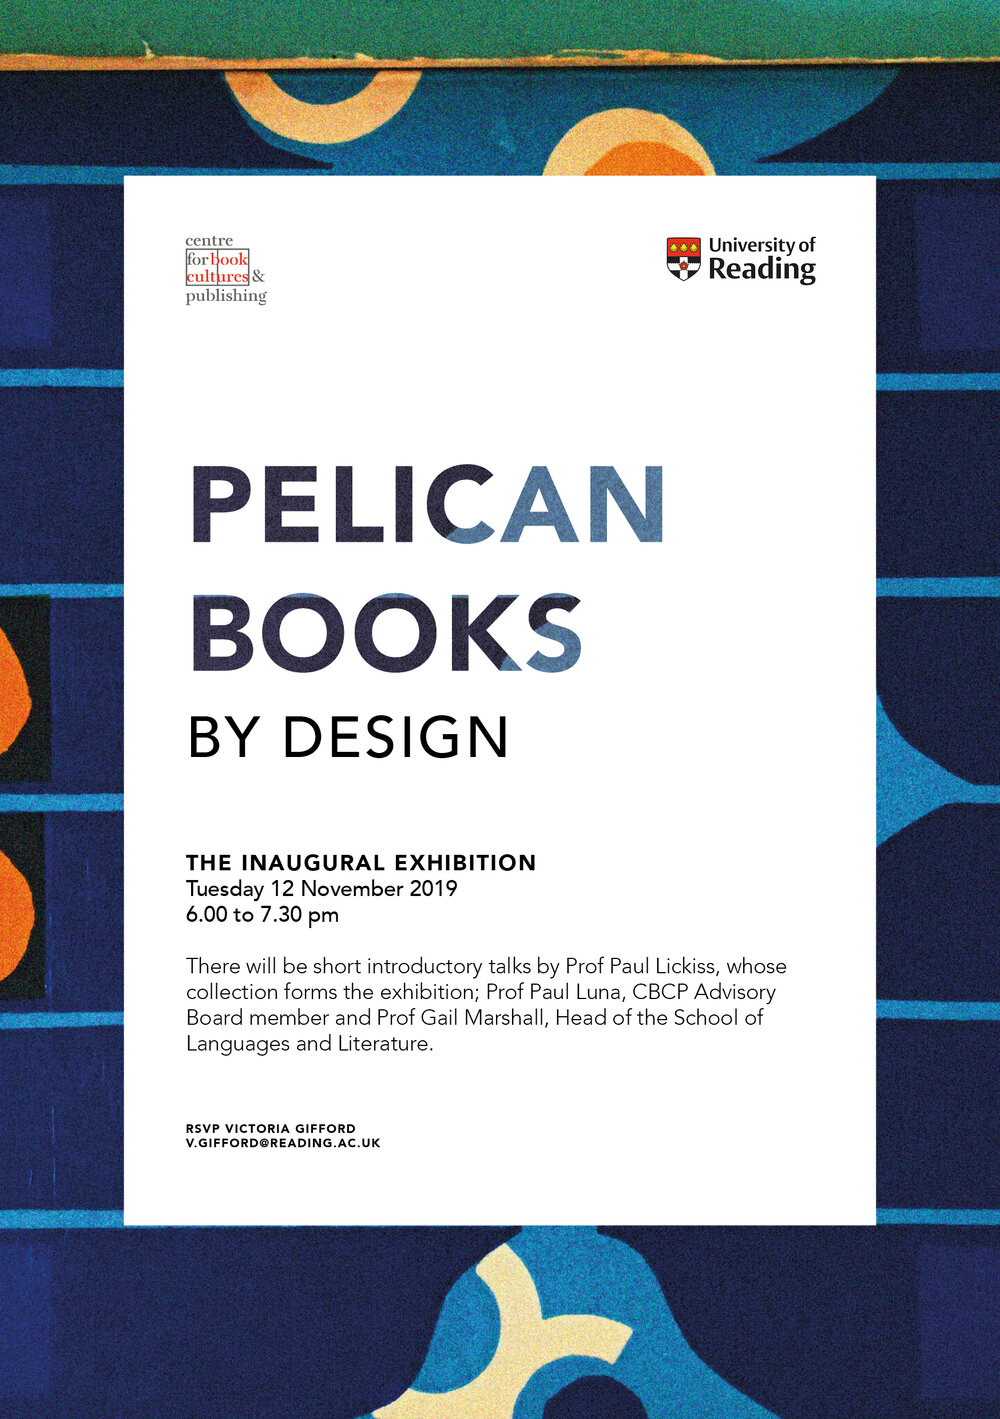 centre
for book
cultures &
publishing
University of
Reading
PELICAN
BOOKS
BY DESIGN
THE INAUGURAL EXHIBITION
Tuesday 12 November 2019
6.00 to 7.30 pm
There will be short introductory talks by Prof Paul Lickiss, whose
collection forms the exhibition; Prof Paul Luna, CBCP Advisory
Board member and Prof Gail Marshall, Head of the School of
Languages and Literature.
RSVP VICTORIA GIFFORD
V.GIFFORD@READING.AC.UK